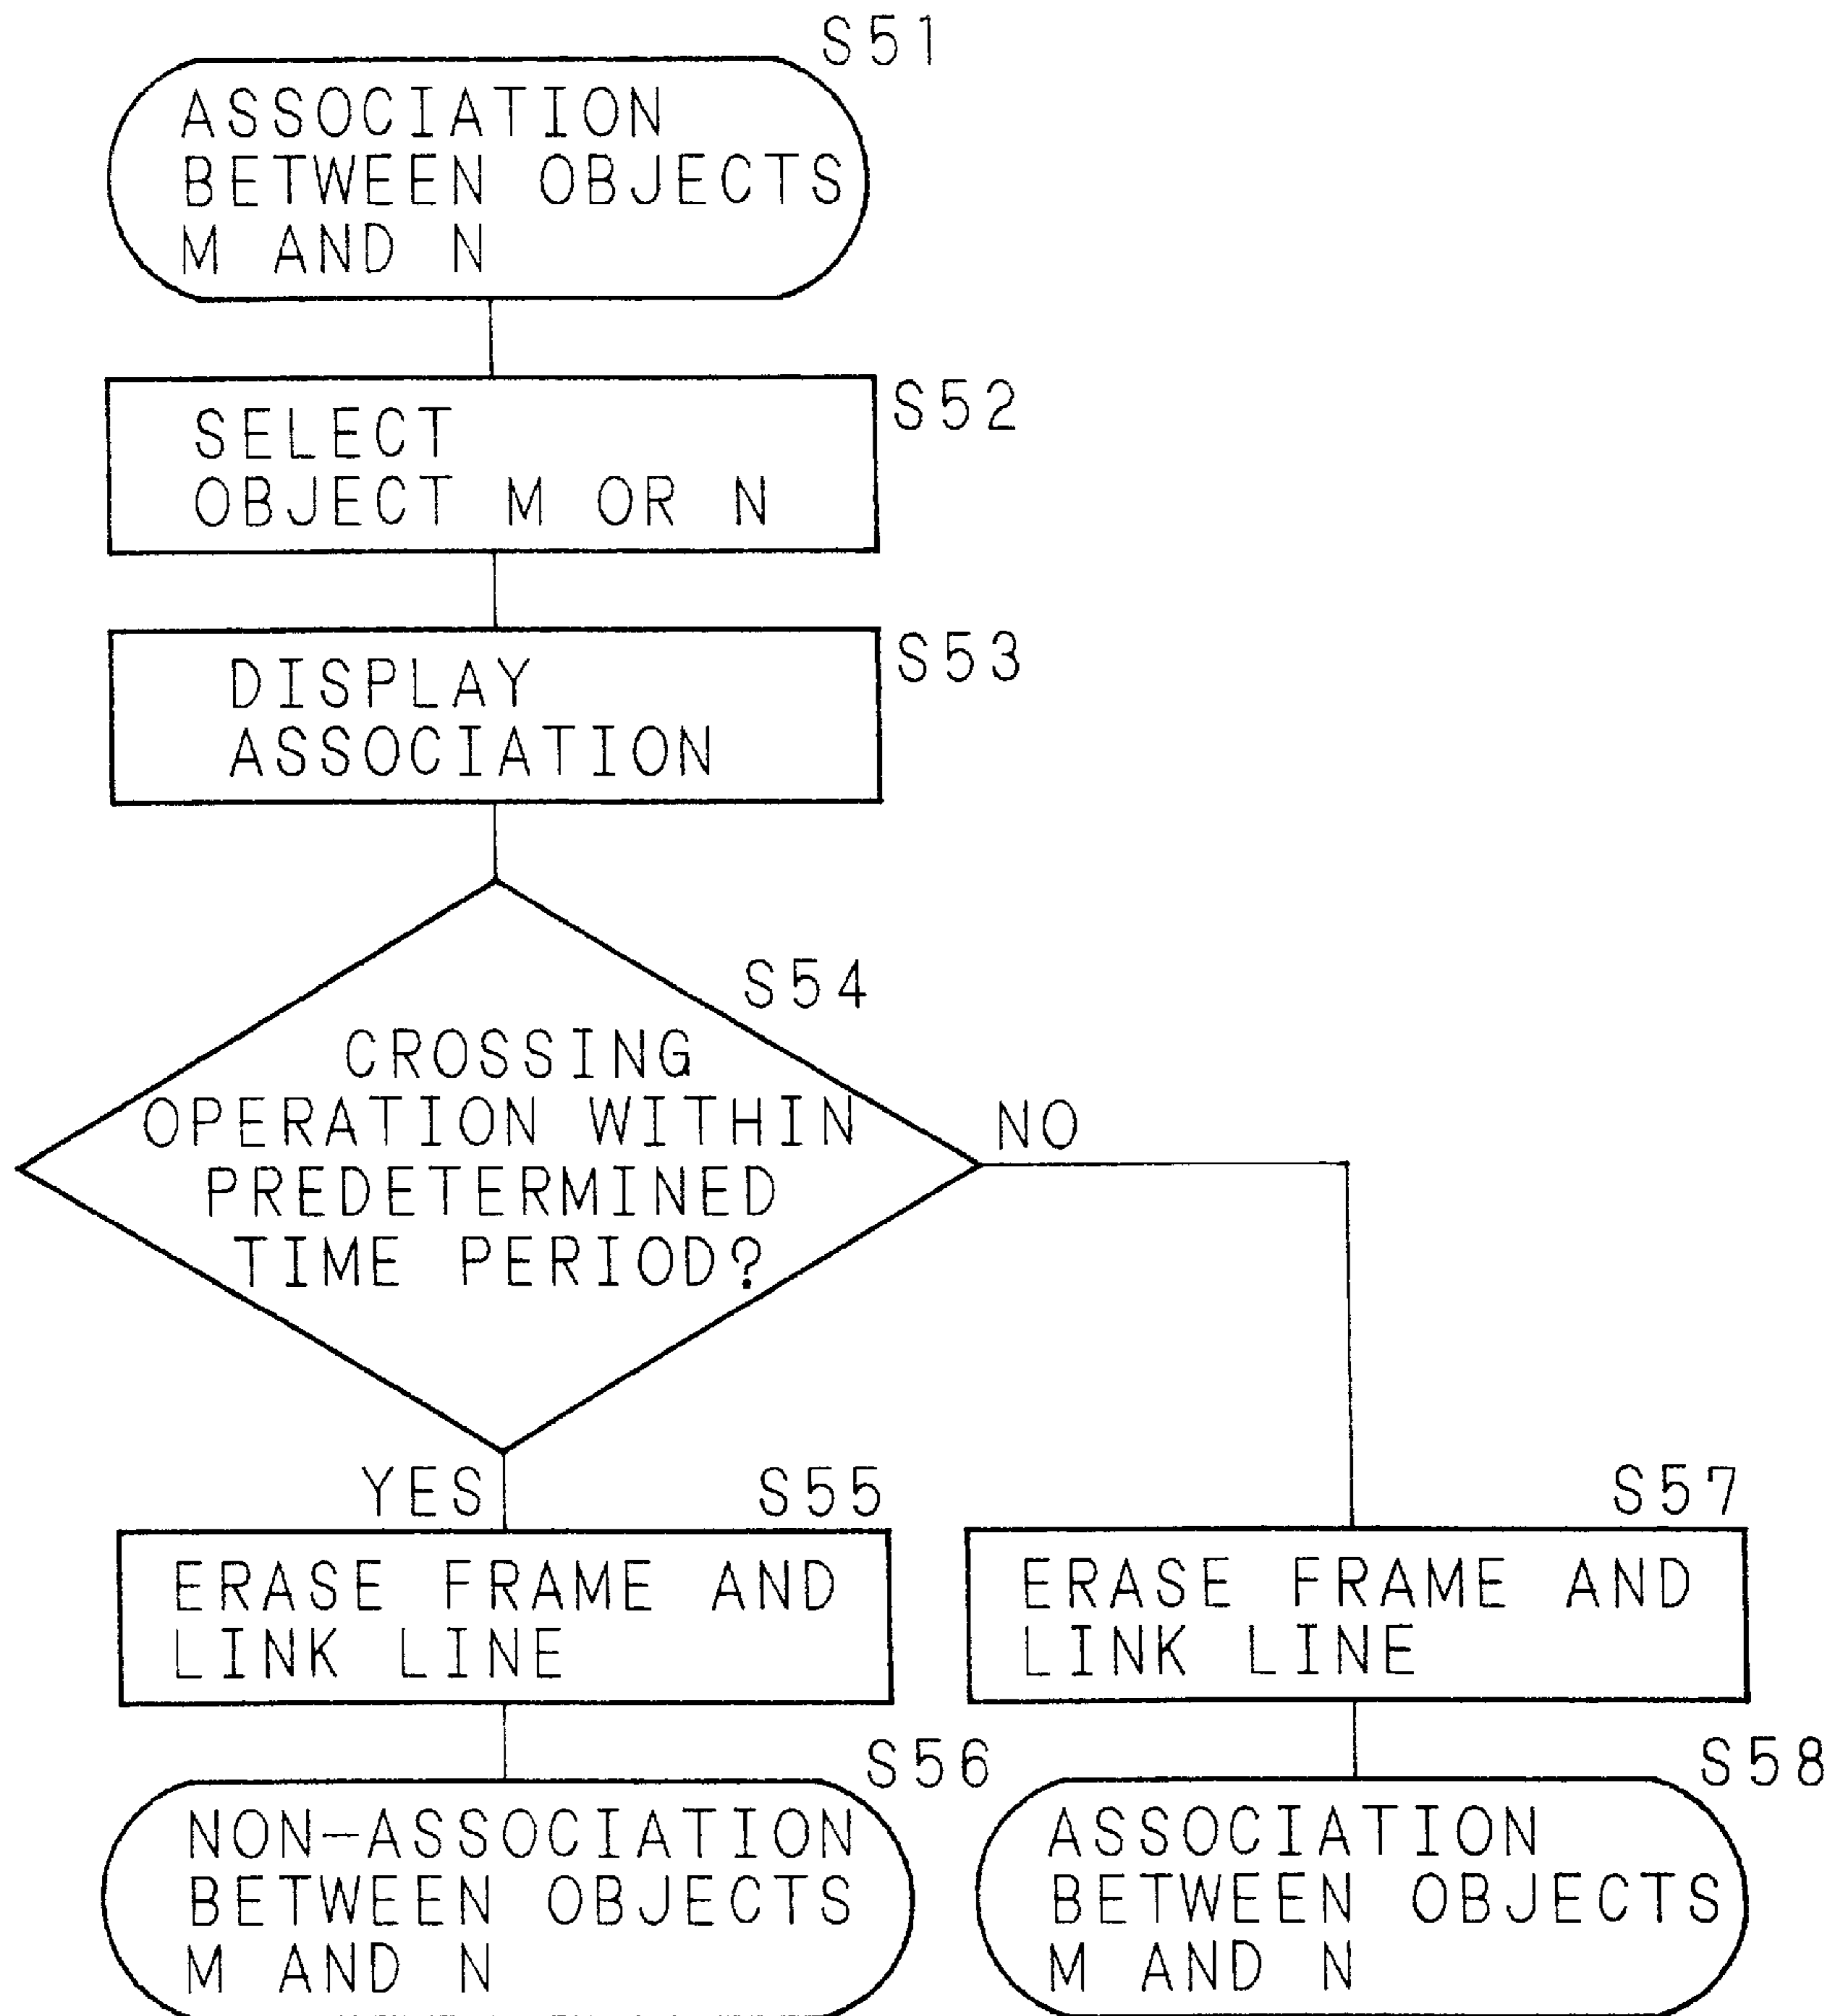 S51
ASSOCIATION
BETWEEN OBJECTS
M AND N
S52
SELECT
OBJECT M OR N
S53
DISPLAY
ASSOCIATION
S54
CROSSING
OPERATION WITHIN
PREDETERMINED
TIME PERIOD?
NO
YES
S55
ERASE FRAME AND
LINK LINE
S57
ERASE FRAME AND
LINK LINE
S56
NON-ASSOCIATION
BETWEEN OBJECTS
M AND N
S58
ASSOCIATION
BETWEEN OBJECTS
M AND N